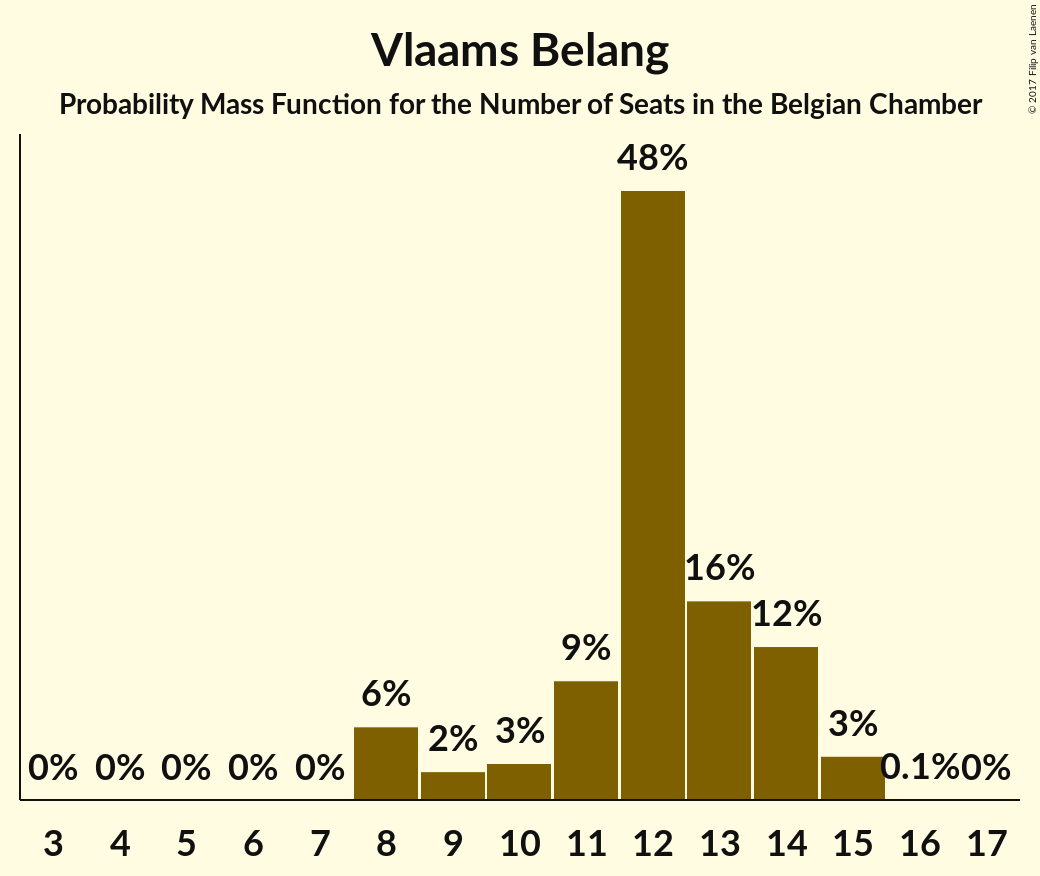 Vlaams Belang
Probability Mass Function for the Number of Seats in the Belgian Chamber
© 2017 Filip van Laenen
48%
16%
12%
9%
6%
2%
3%
3%
0% 0% 0% 0% 0% 0.1% 0%
3 4 5 6 7 8 9 10 11 12 13 14 15 16 17